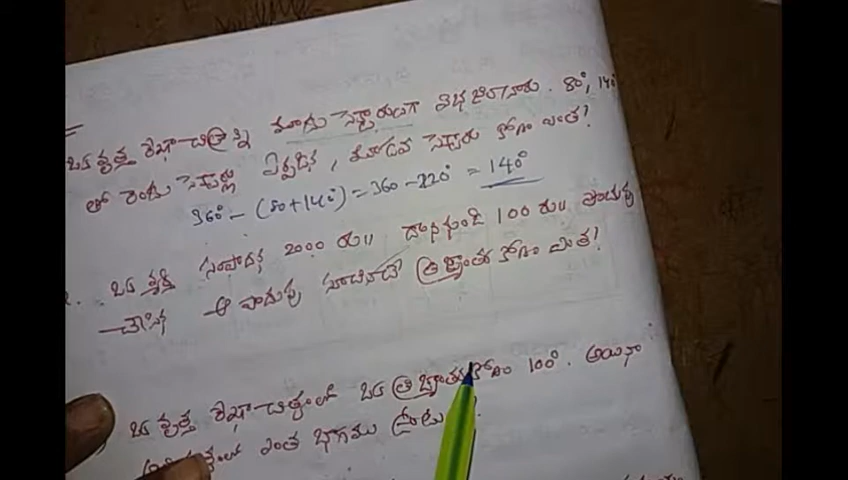 ఒక వృత్త రేఖా చిత్రాన్ని మూడు సెక్టారులుగా విభజించినారు. 80°, 140°
తో రెండు సెక్టార్లు ఏర్పడిన, మూడవ సెక్టారు కోణం ఎంత?
360° - (80+140°) = 360 - 220° = 140°
ఒక వ్యక్తి సంపాదన 2000 రు॥ దానినుండి 100 రు॥ పొదుపు
చేసిన ఆ పొదుపు సూచించే త్రిజ్యాంతర కోణం ఎంత?
ఒక వృత్త రేఖా చిత్రంలో ఒక త్రిజ్యాంతర కోణం 100°. అయినా
ఎంత భాగము